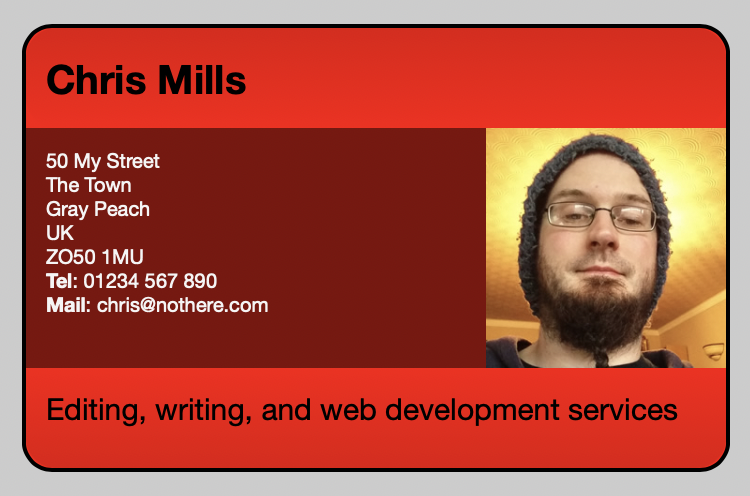 Chris Mills
50 My Street
The Town
Gray Peach
UK
ZO50 1MU
Tel: 01234 567 890
Mail: chris@nothere.com
Editing, writing, and web development services